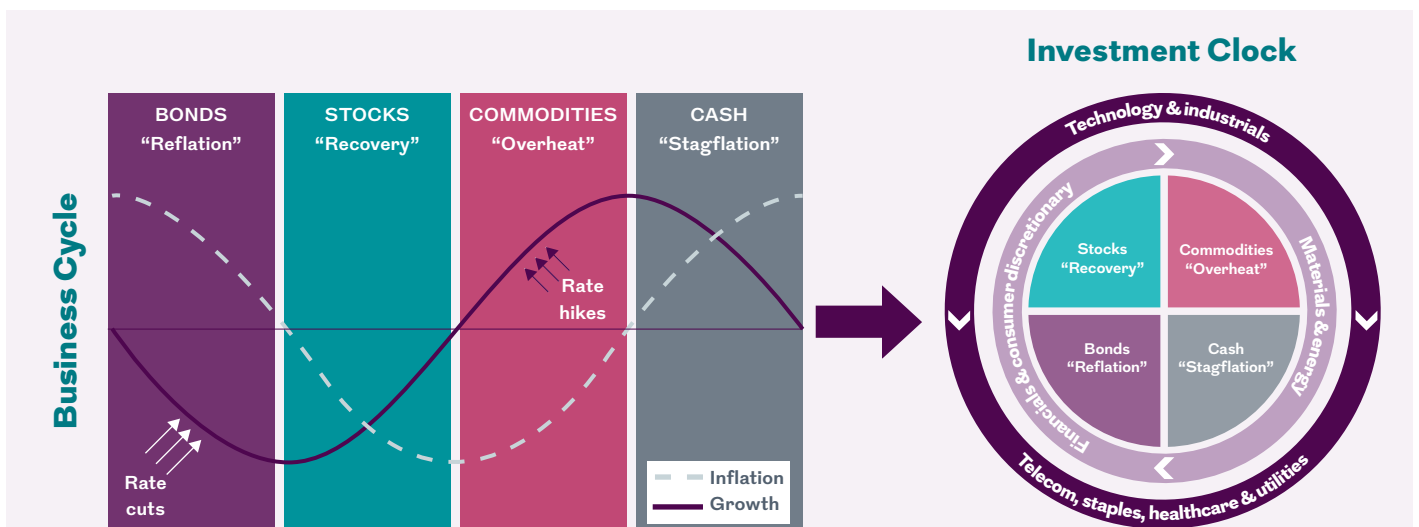 Investment Clock
Business Cycle
BONDS
“Reflation”
STOCKS
“Recovery”
COMMODITIES
“Overheat”
CASH
“Stagflation”
Rate
cuts
Rate
hikes
Inflation
Growth
Technology & industrials
Financials & consumer discretionary
Materials & energy
Telecom, staples, healthcare & utilities
Stocks
“Recovery”
Commodities
“Overheat”
Bonds
“Reflation”
Cash
“Stagflation”